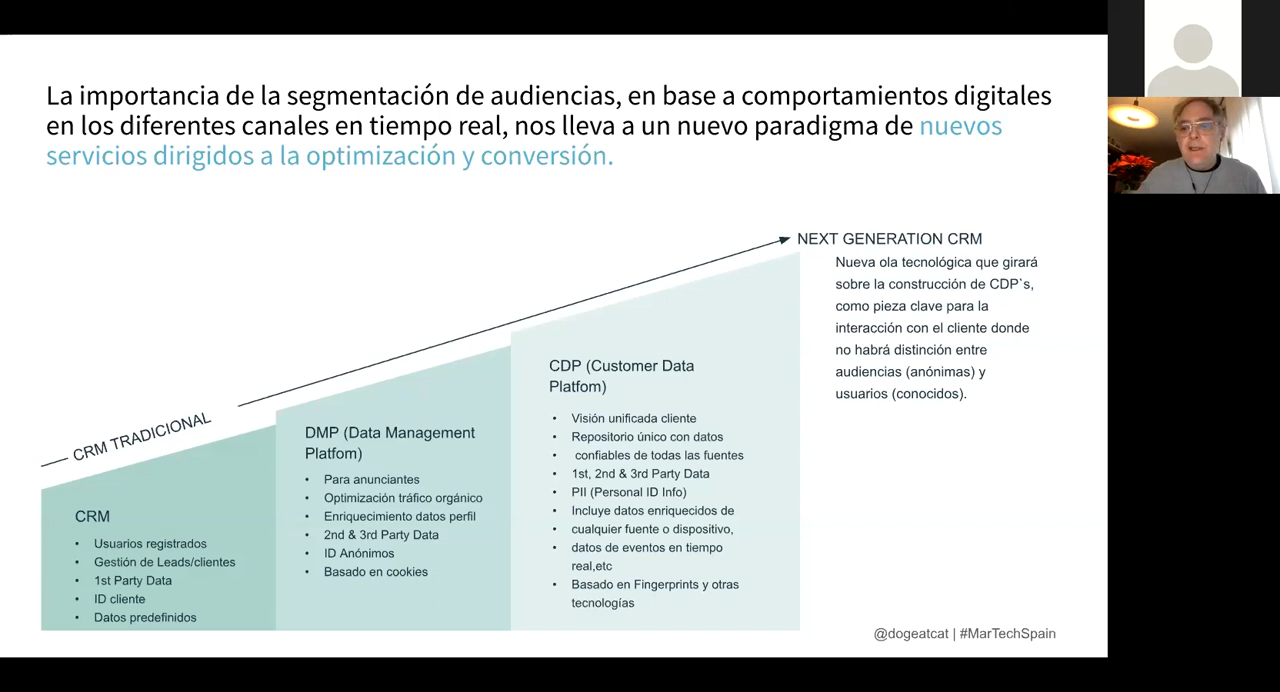 La importancia de la segmentación de audiencias, en base a comportamientos digitales
en los diferentes canales en tiempo real, nos lleva a un nuevo paradigma de nuevos
servicios dirigidos a la optimización y conversión.
NEXT GENERATION CRM
Nueva ola tecnológica que girará
sobre la construcción de CDP`s,
como pieza clave para la
interacción con el cliente donde
no habrá distinción entre
audiencias (anónimas) y
usuarios (conocidos).
CRM TRADICIONAL
CRM
• Usuarios registrados
• Gestión de Leads/clientes
• 1st Party Data
• ID cliente
• Datos predefinidos
DMP (Data Management
Platfom)
• Para anunciantes
• Optimización tráfico orgánico
• Enriquecimiento datos perfil
• 2nd & 3rd Party Data
• ID Anónimos
• Basado en cookies
CDP (Customer Data
Platfom)
• Visión unificada cliente
• Repositorio único con datos
• confiables de todas las fuentes
• 1st, 2nd & 3rd Party Data
• PII (Personal ID Info)
• Incluye datos enriquecidos de
• cualquier fuente o dispositivo,
• datos de eventos en tiempo
real,etc
• Basado en Fingerprints y otras
tecnologías
@dogeatcat | #MarTechSpain